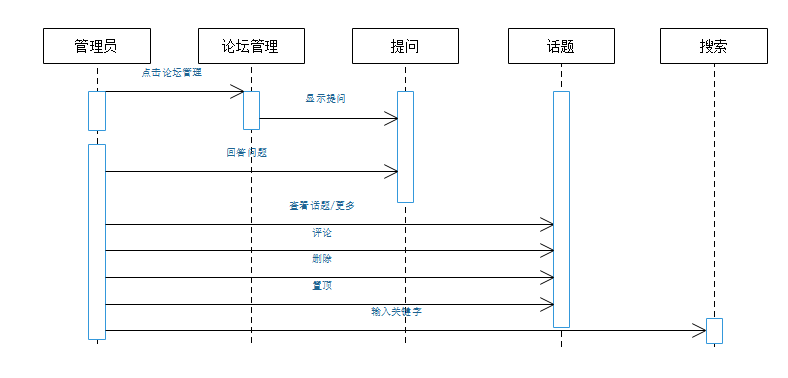 管理员
论坛管理
提问
话题
搜索
点击论坛管理
显示提问
回答问题
查看话题/更多
评论
删除
置顶
输入关键字